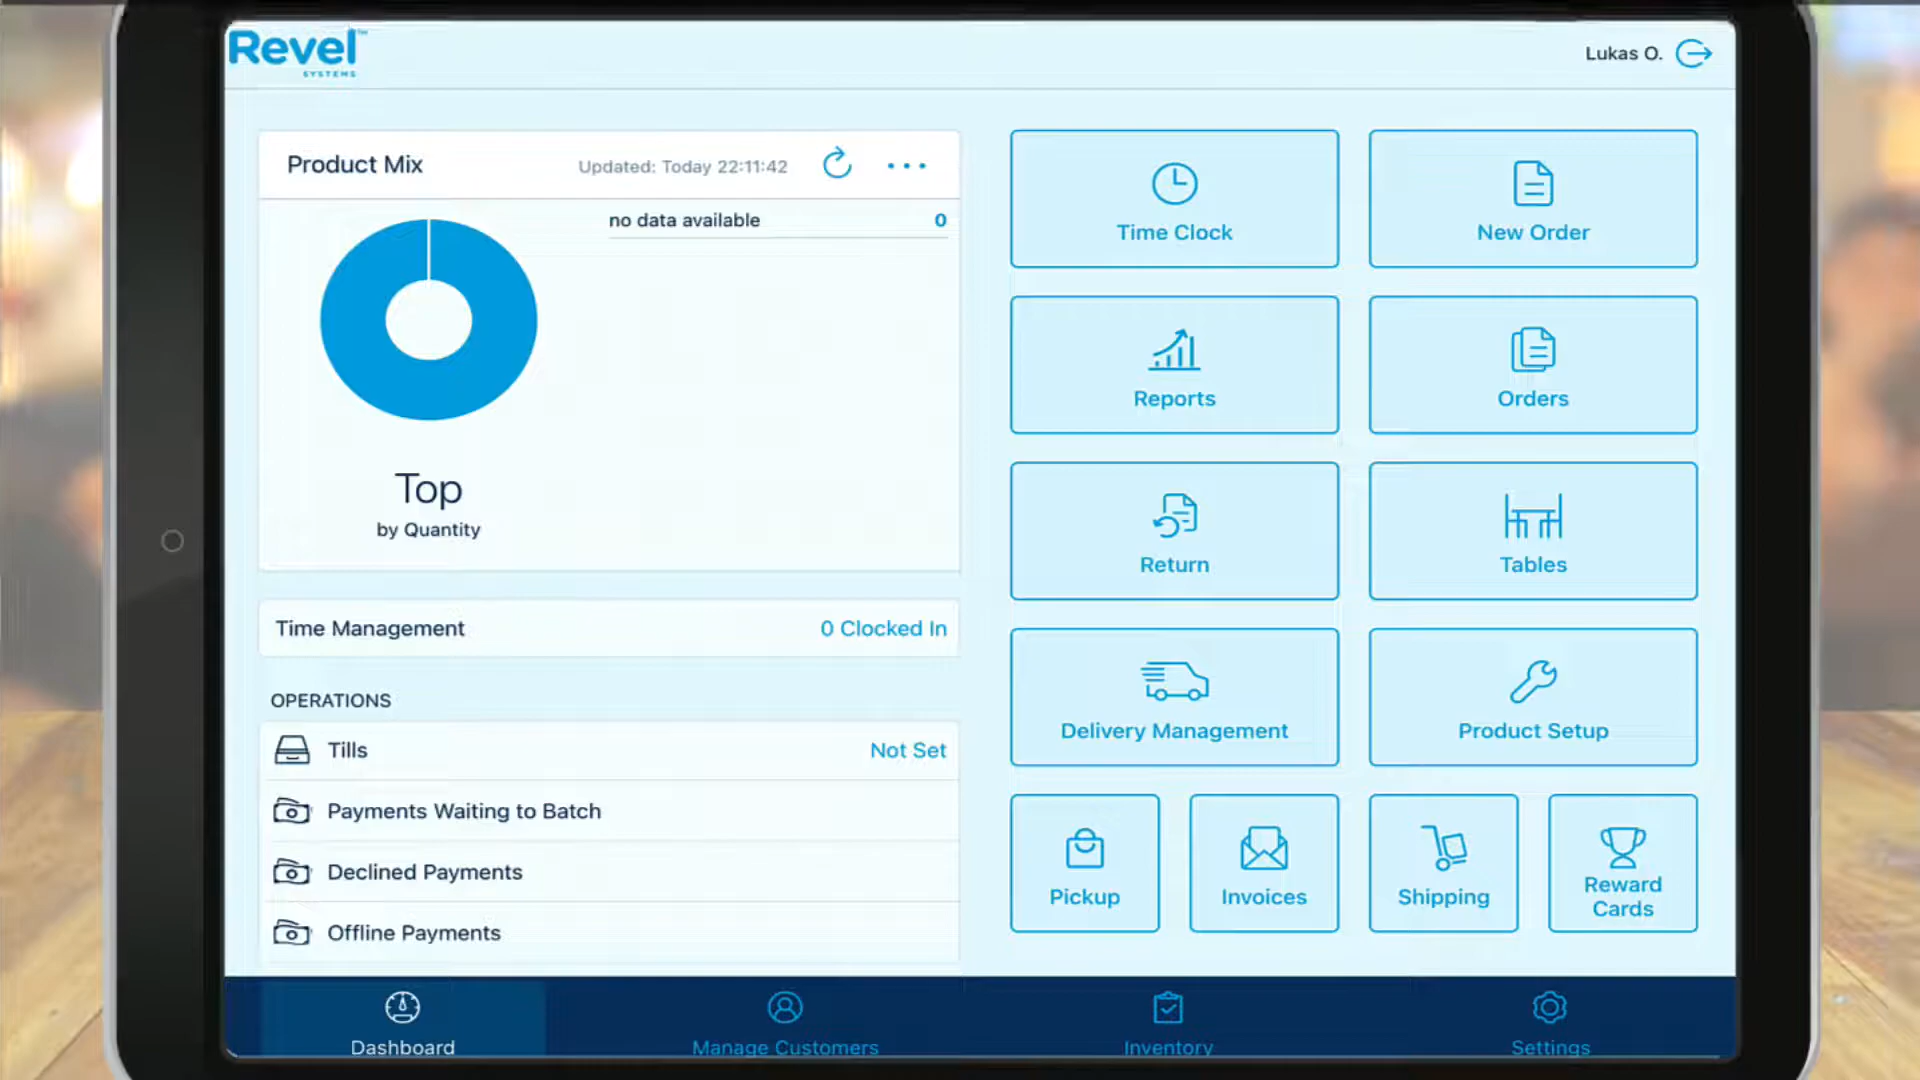 Revel™
SYSTEMS
Lukas O.
Product Mix
Updated: Today 22:11:42
no data available 0
Top
by Quantity
Time Management
0 Clocked In
OPERATIONS
Tills
Not Set
Payments Waiting to Batch
Declined Payments
Offline Payments
Time Clock
New Order
Reports
Orders
Return
Tables
Delivery Management
Product Setup
Pickup
Invoices
Shipping
Reward
Cards
Dashboard
Manage Customers
Inventory
Settings